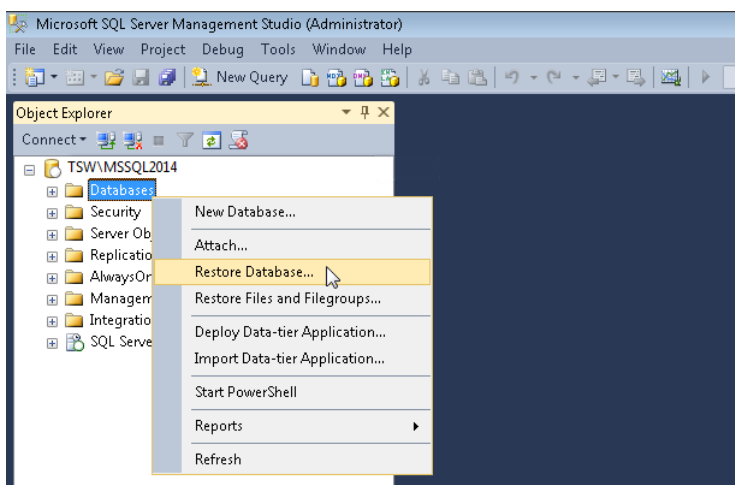 Microsoft SQL Server Management Studio (Administrator)
File Edit View Project Debug Tools Window Help
New Query
Object Explorer
Connect
TSW\MSSQL2014
Databases
Security
Server Ob
Replicatio
AlwaysOr
Managem
Integratio
SQL Serve
New Database...
Attach...
Restore Database...
Restore Files and Filegroups...
Deploy Data-tier Application...
Import Data-tier Application...
Start PowerShell
Reports
Refresh